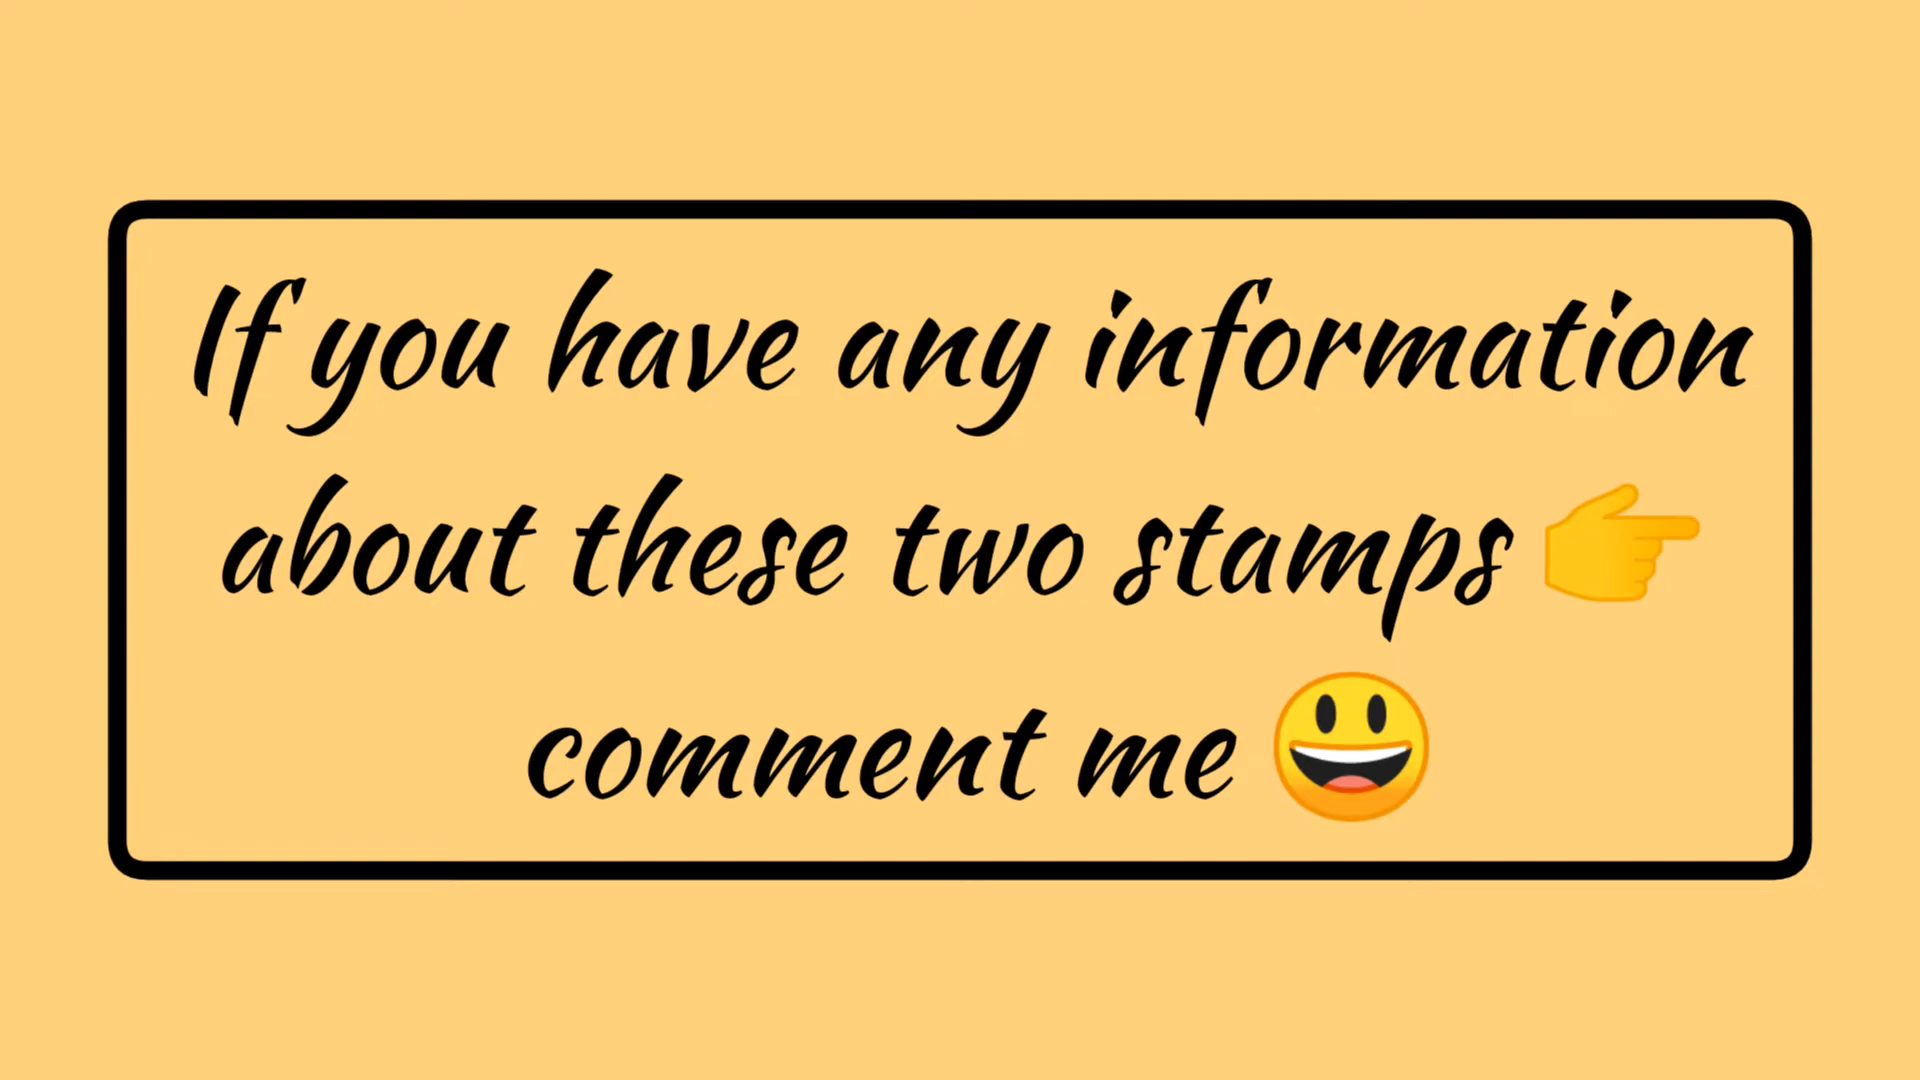 If you have any information
about these two stamps 👉
comment me 😃